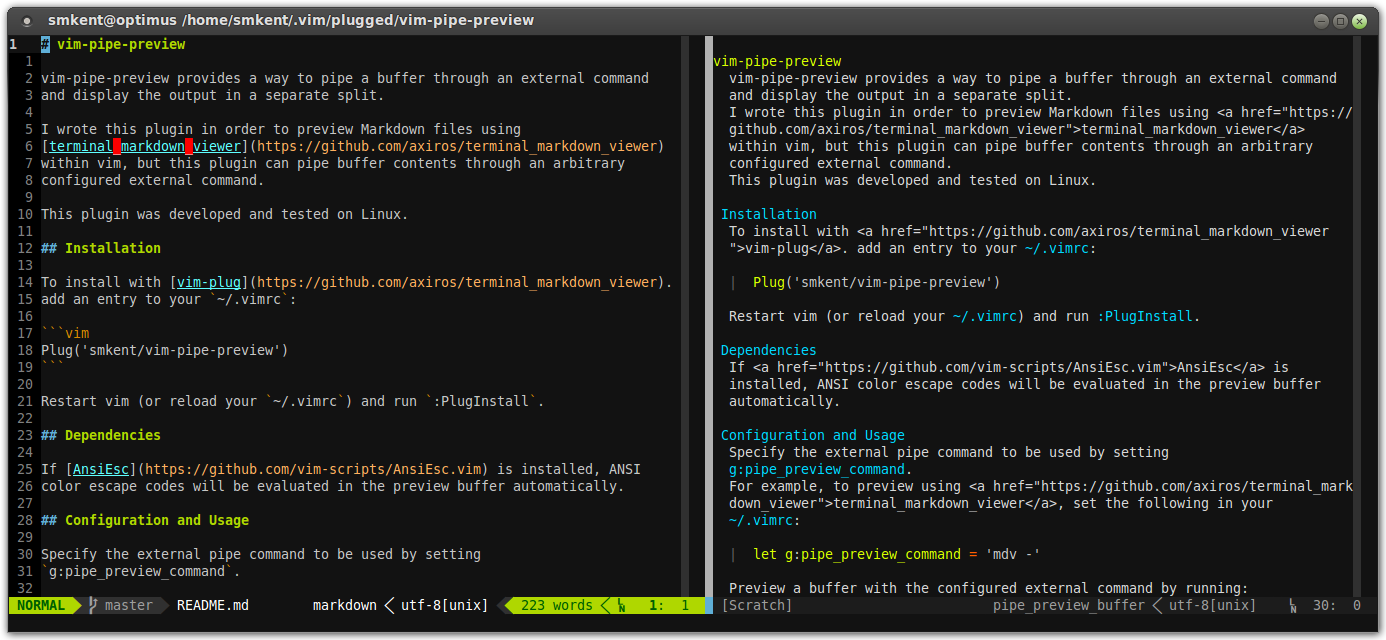 smkent@optimus /home/smkent/.vim/plugged/vim-pipe-preview
1 # vim-pipe-preview
1
2 vim-pipe-preview provides a way to pipe a buffer through an external command
3 and display the output in a separate split.
4
5 I wrote this plugin in order to preview Markdown files using
6 [terminal_markdown_viewer](https://github.com/axiros/terminal_markdown_viewer)
7 within vim, but this plugin can pipe buffer contents through an arbitrary
8 configured external command.
9
10 This plugin was developed and tested on Linux.
11
12 ## Installation
13
14 To install with [vim-plug](https://github.com/axiros/terminal_markdown_viewer).
15 add an entry to your `~/.vimrc`:
16
17 ```vim
18 Plug('smkent/vim-pipe-preview')
19 ```
20
21 Restart vim (or reload your `~/.vimrc`) and run `:PlugInstall`.
22
23 ## Dependencies
24
25 If [AnsiEsc](https://github.com/vim-scripts/AnsiEsc.vim) is installed, ANSI
26 color escape codes will be evaluated in the preview buffer automatically.
27
28 ## Configuration and Usage
29
30 Specify the external pipe command to be used by setting
31 `g:pipe_preview_command`.
32
NORMAL master README.md markdown utf-8[unix] 223 words LN 1: 1
vim-pipe-preview
vim-pipe-preview provides a way to pipe a buffer through an external command
and display the output in a separate split.
I wrote this plugin in order to preview Markdown files using <a href="https://
github.com/axiros/terminal_markdown_viewer">terminal_markdown_viewer</a>
within vim, but this plugin can pipe buffer contents through an arbitrary
configured external command.
This plugin was developed and tested on Linux.
Installation
To install with <a href="https://github.com/axiros/terminal_markdown_viewer
">vim-plug</a>. add an entry to your ~/.vimrc:
| Plug('smkent/vim-pipe-preview')
Restart vim (or reload your ~/.vimrc) and run :PlugInstall.
Dependencies
If <a href="https://github.com/vim-scripts/AnsiEsc.vim">AnsiEsc</a> is
installed, ANSI color escape codes will be evaluated in the preview buffer
automatically.
Configuration and Usage
Specify the external pipe command to be used by setting
g:pipe_preview_command.
For example, to preview using <a href="https://github.com/axiros/terminal_mark
down_viewer">terminal_markdown_viewer</a>, set the following in your
~/.vimrc:
| let g:pipe_preview_command = 'mdv -'
Preview a buffer with the configured external command by running:
[Scratch] pipe_preview_buffer utf-8[unix] LN 30: 0